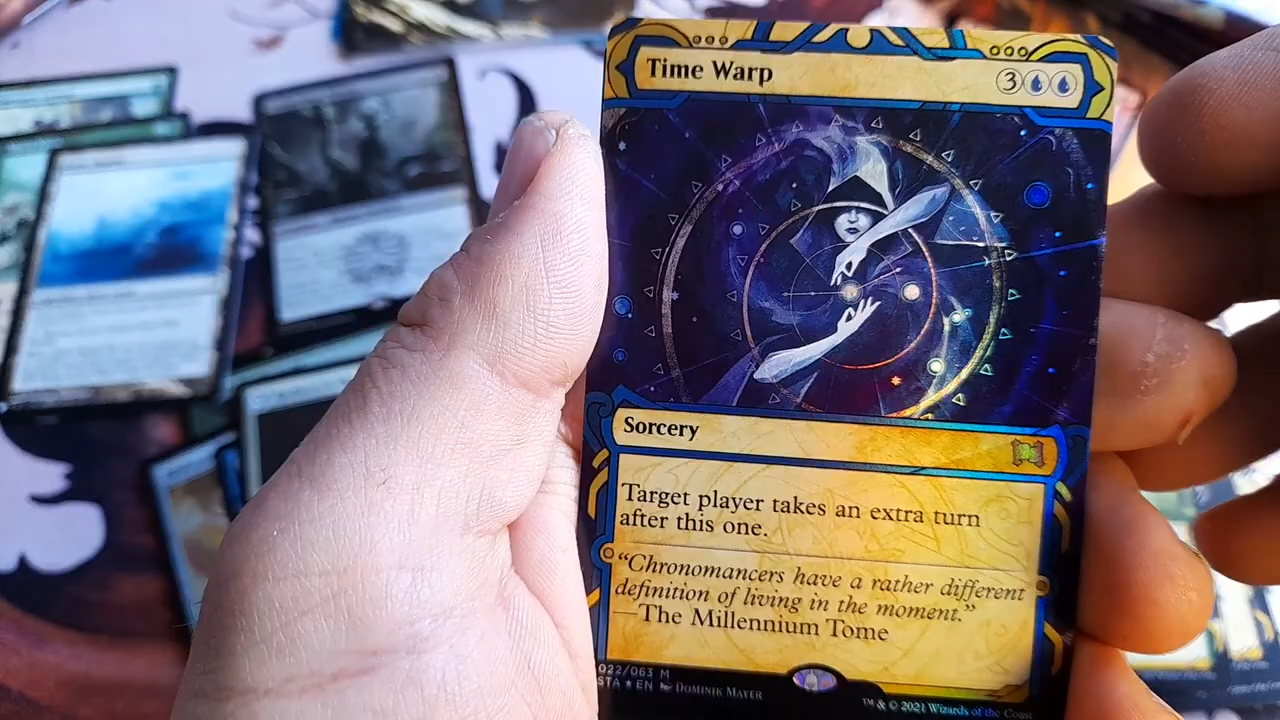 Time Warp 3
Sorcery
Target player takes an extra turn
after this one.
“Chronomancers have a rather different
definition of living in the moment.”
—The Millennium Tome
022/063 M
STA ★ EN DOMINIK MAYER
™ & © 2021 Wizards of the Coast